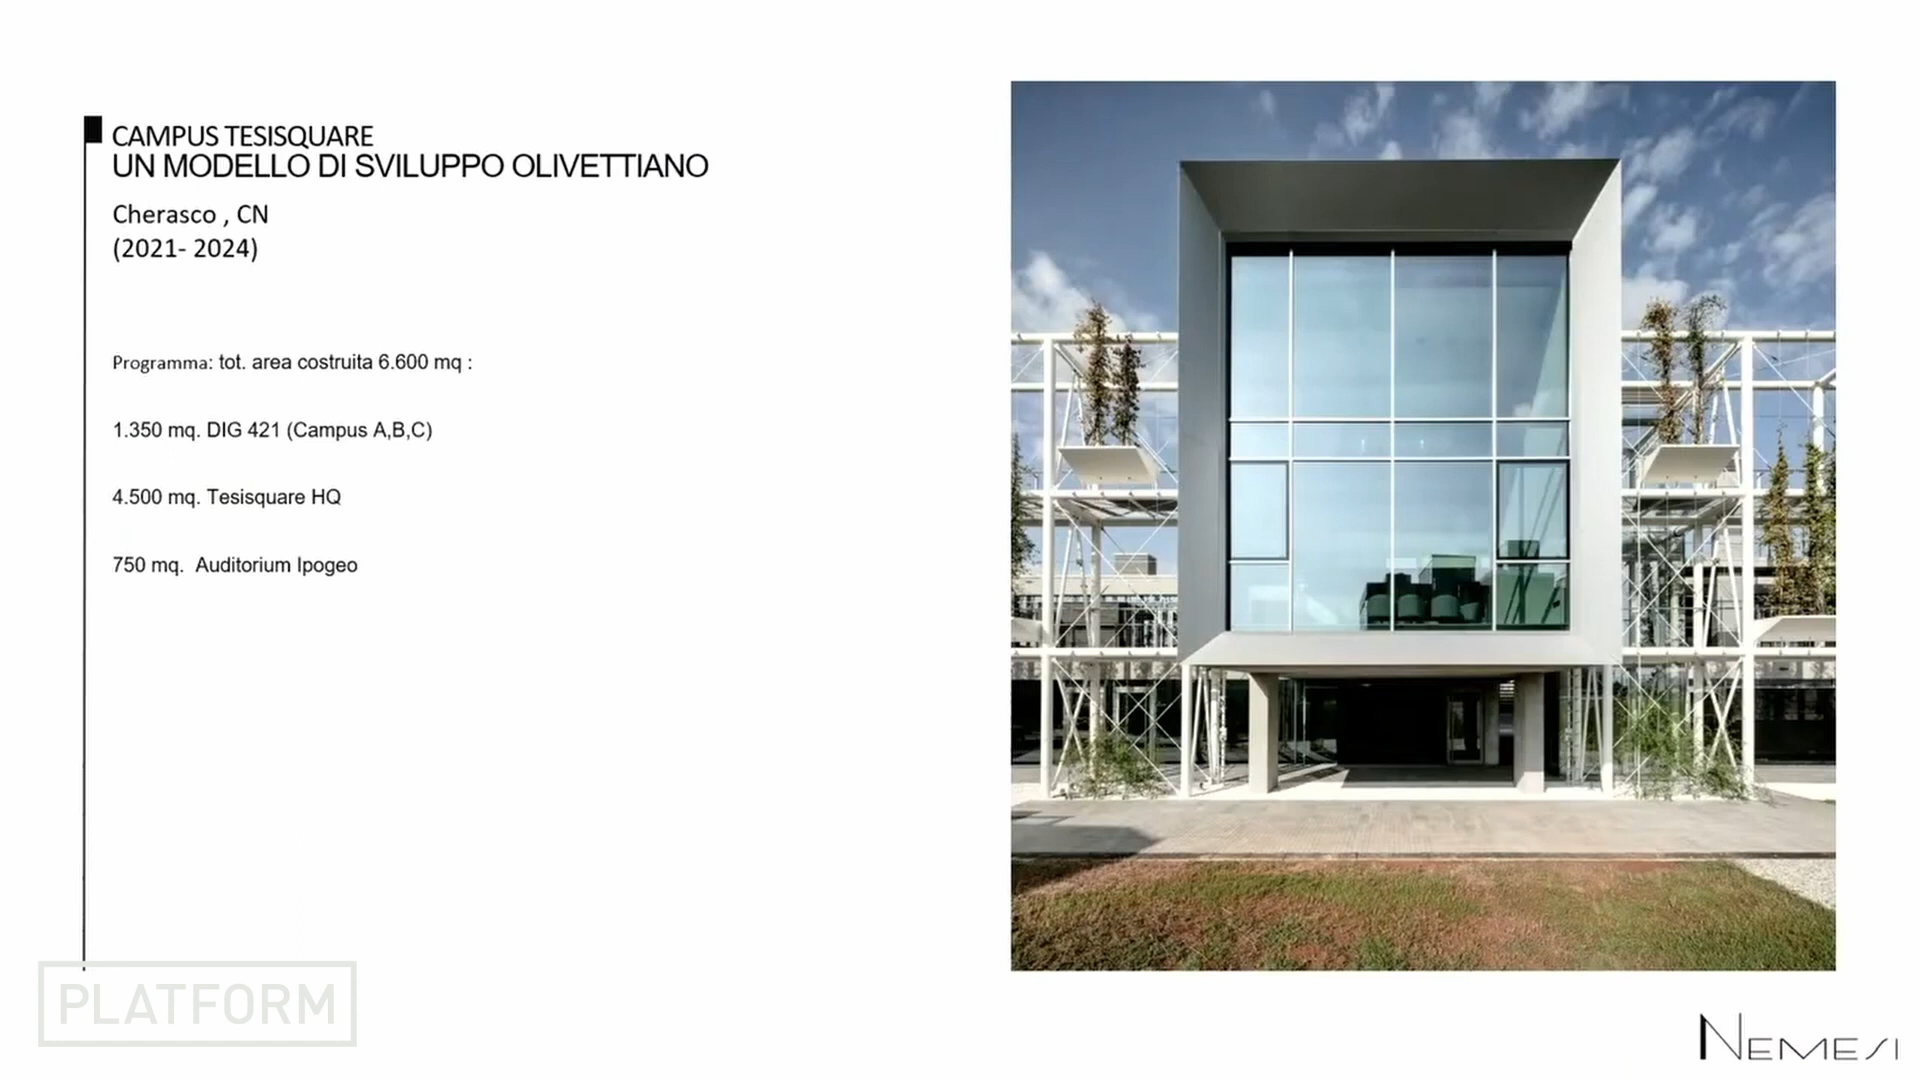 CAMPUS TESISQUARE
UN MODELLO DI SVILUPPO OLIVETTIANO
Cherasco , CN
(2021- 2024)
Programma: tot. area costruita 6.600 mq :
1.350 mq. DIG 421 (Campus A,B,C)
4.500 mq. Tesisquare HQ
750 mq.  Auditorium Ipogeo
PLATFORM
NEMESI